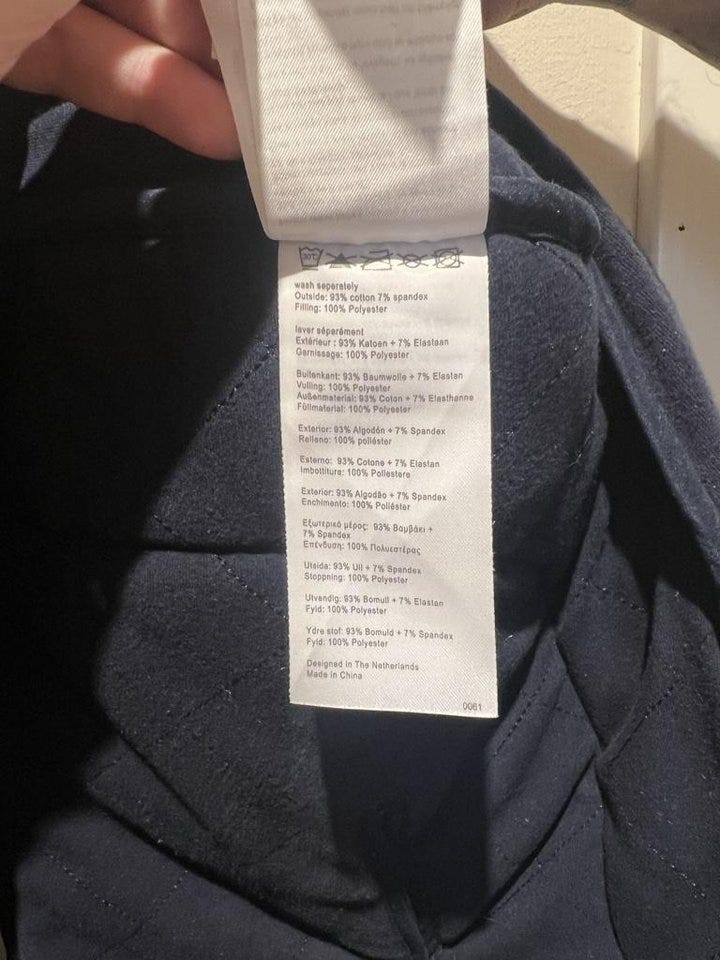 30°C
wash seperately
Outside: 93% cotton 7% spandex
Filling: 100% Polyester
laver séparément
Extérieur : 93% Katoen + 7% Elastaan
Garnissage: 100% Polyester
Buitenkant: 93% Baumwolle + 7% Elastan
Vulling: 100% Polyester
Außenmaterial: 93% Coton + 7% Elasthanne
Füllmaterial: 100% Polyester
Exterior: 93% Algodón + 7% Spandex
Relleno: 100% poliéster
Esterno: 93% Cotone + 7% Elastan
Imbottitura: 100% Poliestere
Exterior: 93% Algodão + 7% Spandex
Enchimento: 100% Poliéster
Εξωτερικό μέρος: 93% Βαμβάκι +
7% Spandex
Επένδυση: 100% Πολυεστέρας
Utsida: 93% Ull + 7% Spandex
Stoppning: 100% Polyester
Utvendig: 93% Bomull + 7% Elastan
Fyld: 100% Polyester
Ydre stof: 93% Bomuld + 7% Spandex
Fyld: 100% Polyester
Designed in The Netherlands
Made in China
0061